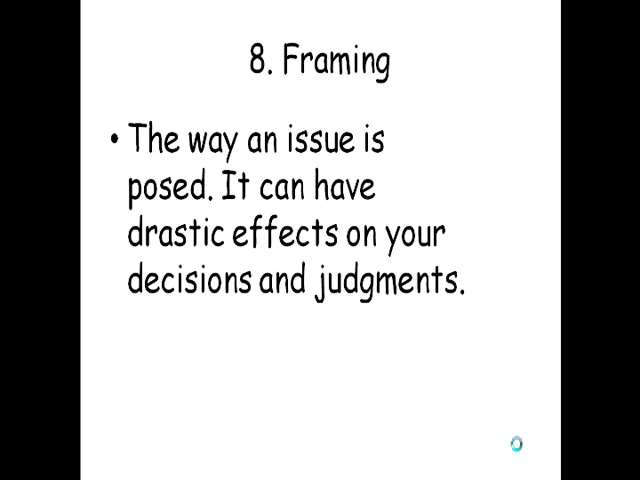 8. Framing
• The way an issue is
posed. It can have
drastic effects on your
decisions and judgments.